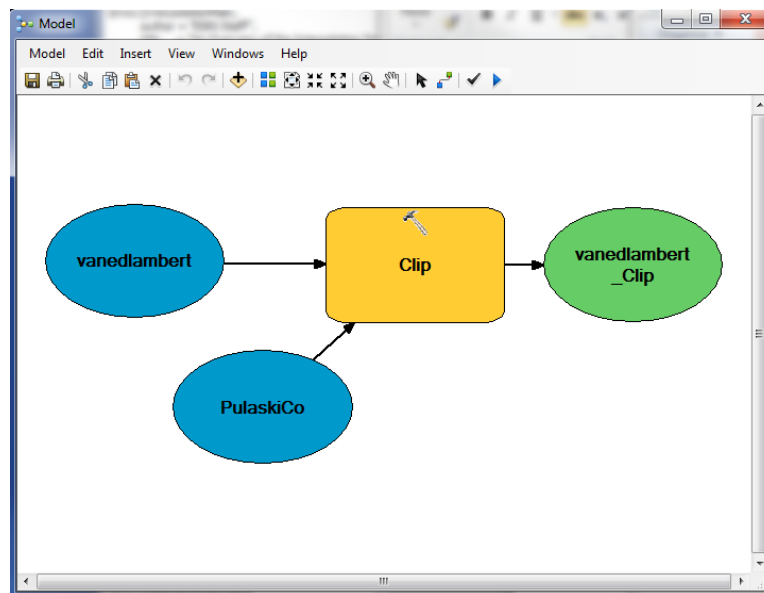 Model
Model Edit Insert View Windows Help
vanedlambert
Clip
vanedlambert
_Clip
PulaskiCo